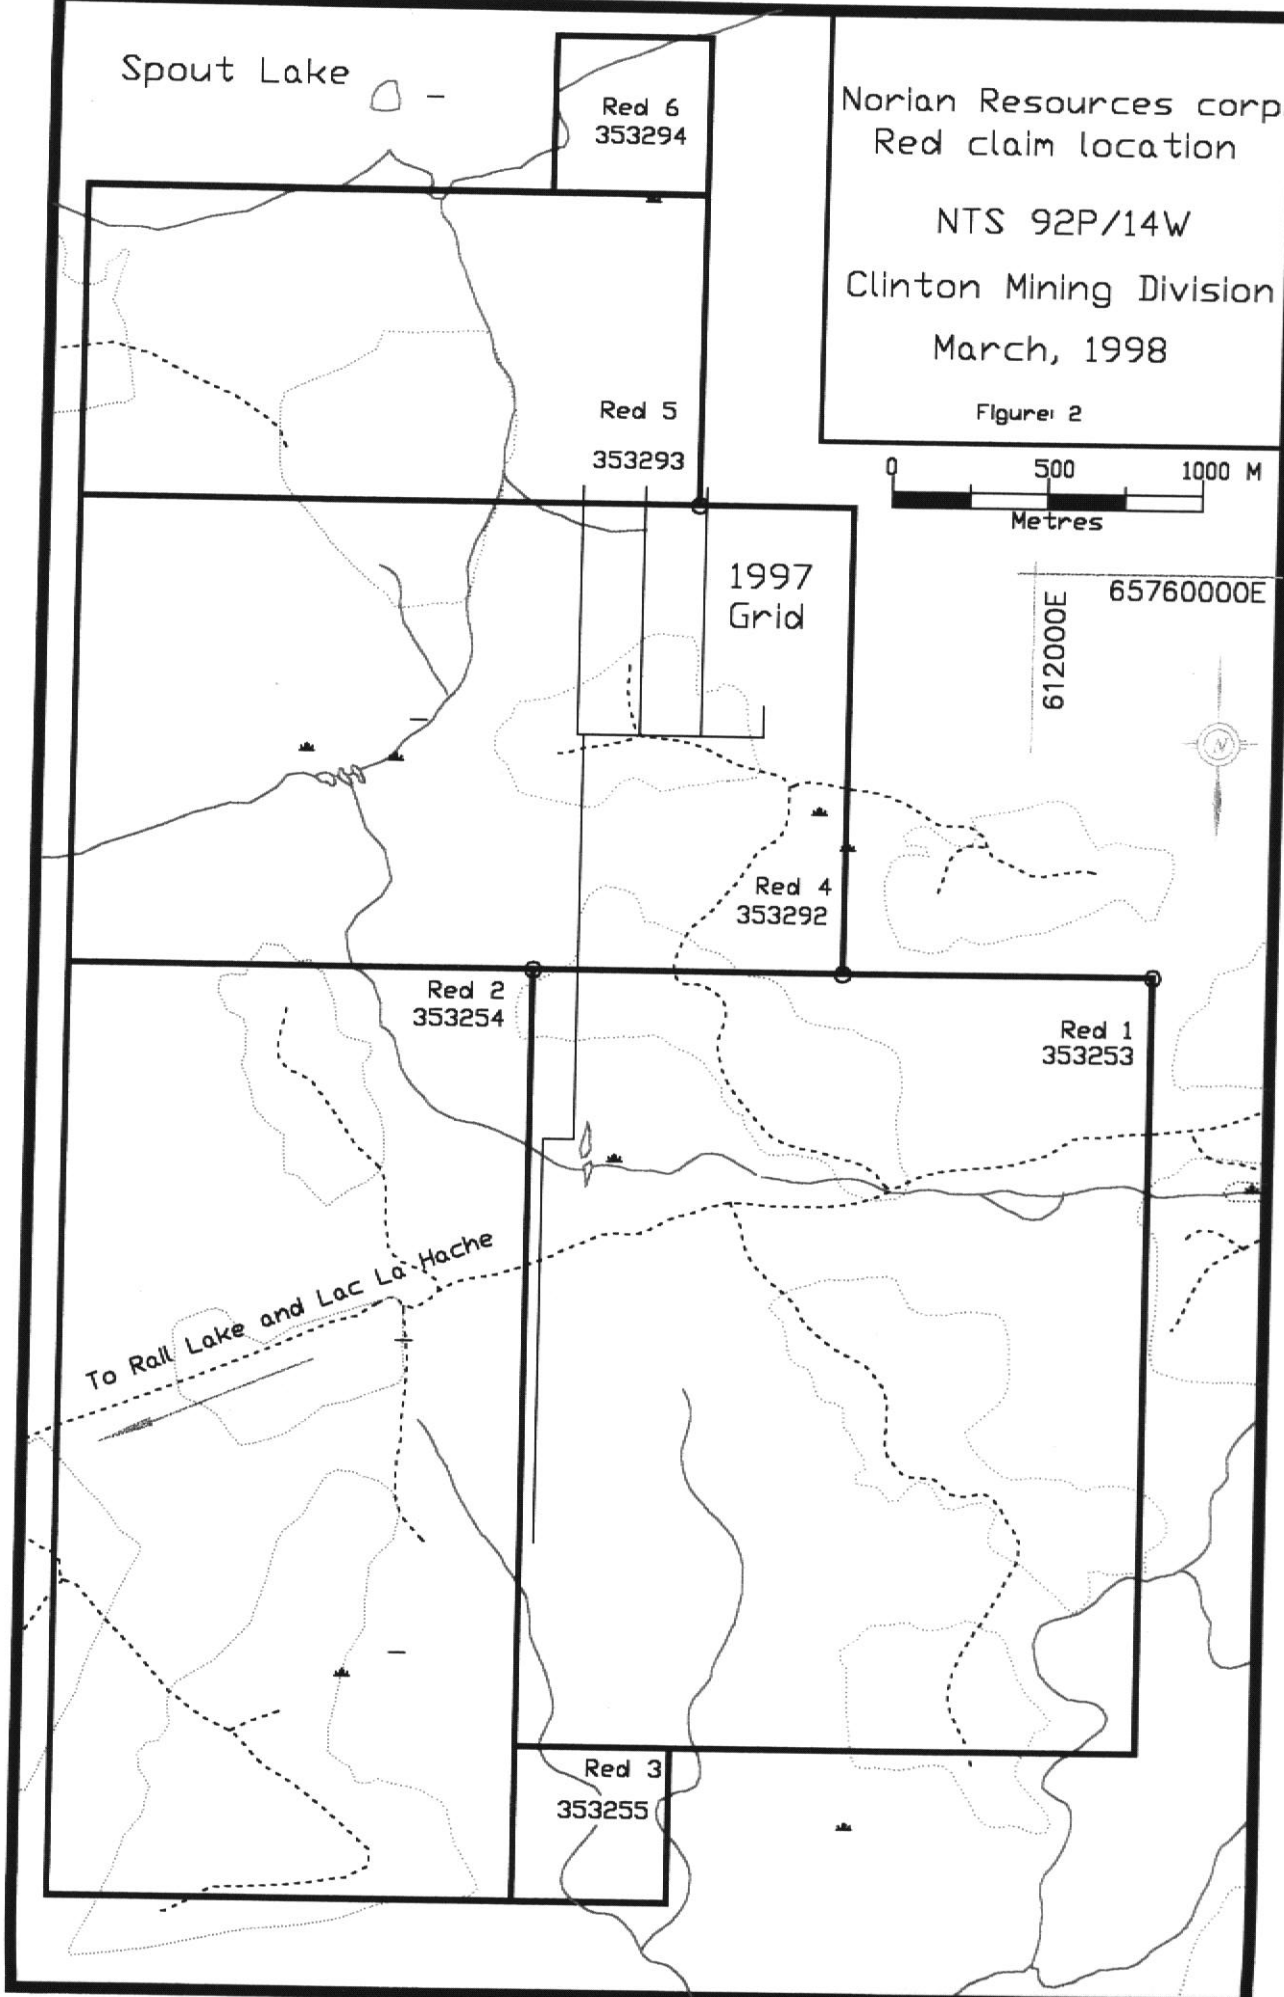 Spout Lake
Red 6
353294
Norian Resources corp
Red claim location
NTS 92P/14W
Clinton Mining Division
March, 1998
Figure: 2
0 500 1000 M
Metres
65760000E
612000E
N
Red 5
353293
1997
Grid
Red 4
353292
Red 2
353254
Red 1
353253
To Rail Lake and Lac La Hache
Red 3
353255